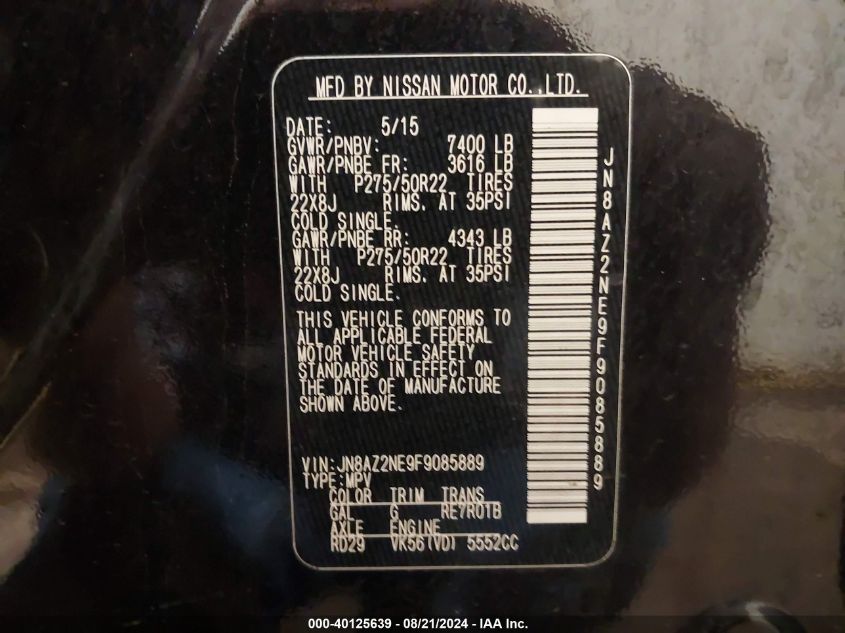 MFD BY NISSAN MOTOR CO.,LTD.
DATE: 5/15
GVWR/PNBV: 7400 LB
GAWR/PNBE FR: 3616 LB
WITH P275/50R22 TIRES
22X8J RIMS. AT 35PSI
COLD SINGLE.
GAWR/PNBE RR: 4343 LB
WITH P275/50R22 TIRES
22X8J RIMS. AT 35PSI
COLD SINGLE.
THIS VEHICLE CONFORMS TO
ALL APPLICABLE FEDERAL
MOTOR VEHICLE SAFETY
STANDARDS IN EFFECT ON
THE DATE OF MANUFACTURE
SHOWN ABOVE.
VIN:JN8AZ2NE9F9085889
TYPE:MPV
COLOR TRIM TRANS
GAL G RE7R01B
AXLE ENGINE
RD29 VK56(VD) 5552CC
JN8AZ2NE9F9085889
000-40125639 - 08/21/2024 - IAA Inc.